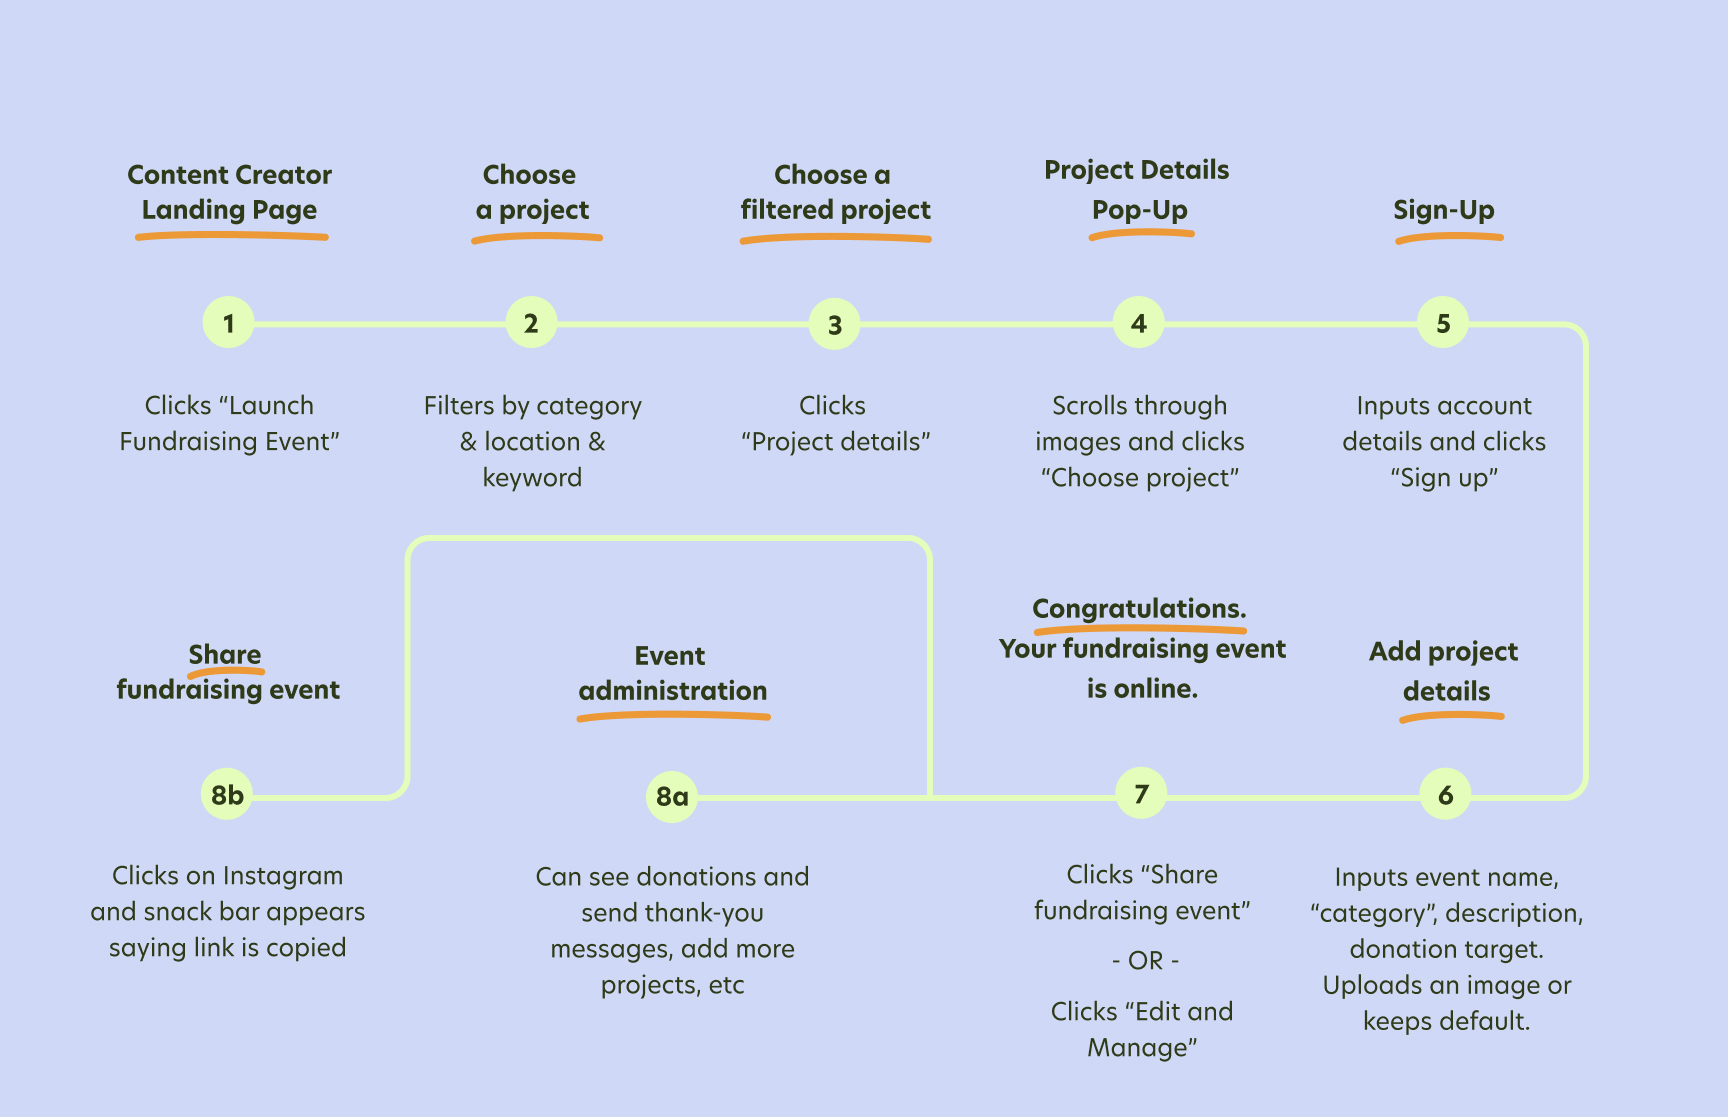 Content Creator
Landing Page
1
Clicks “Launch
Fundraising Event”
Choose
a project
2
Filters by category
& location &
keyword
Choose a
filtered project
3
Clicks
“Project details”
Project Details
Pop-Up
4
Scrolls through
images and clicks
“Choose project”
Sign-Up
5
Inputs account
details and clicks
“Sign up”
Add project
details
6
Inputs event name,
“category”, description,
donation target.
Uploads an image or
keeps default.
Congratulations.
Your fundraising event
is online.
7
Clicks “Share
fundraising event”
- OR -
Clicks “Edit and
Manage”
Event
administration
8a
Can see donations and
send thank-you
messages, add more
projects, etc
Share
fundraising event
8b
Clicks on Instagram
and snack bar appears
saying link is copied